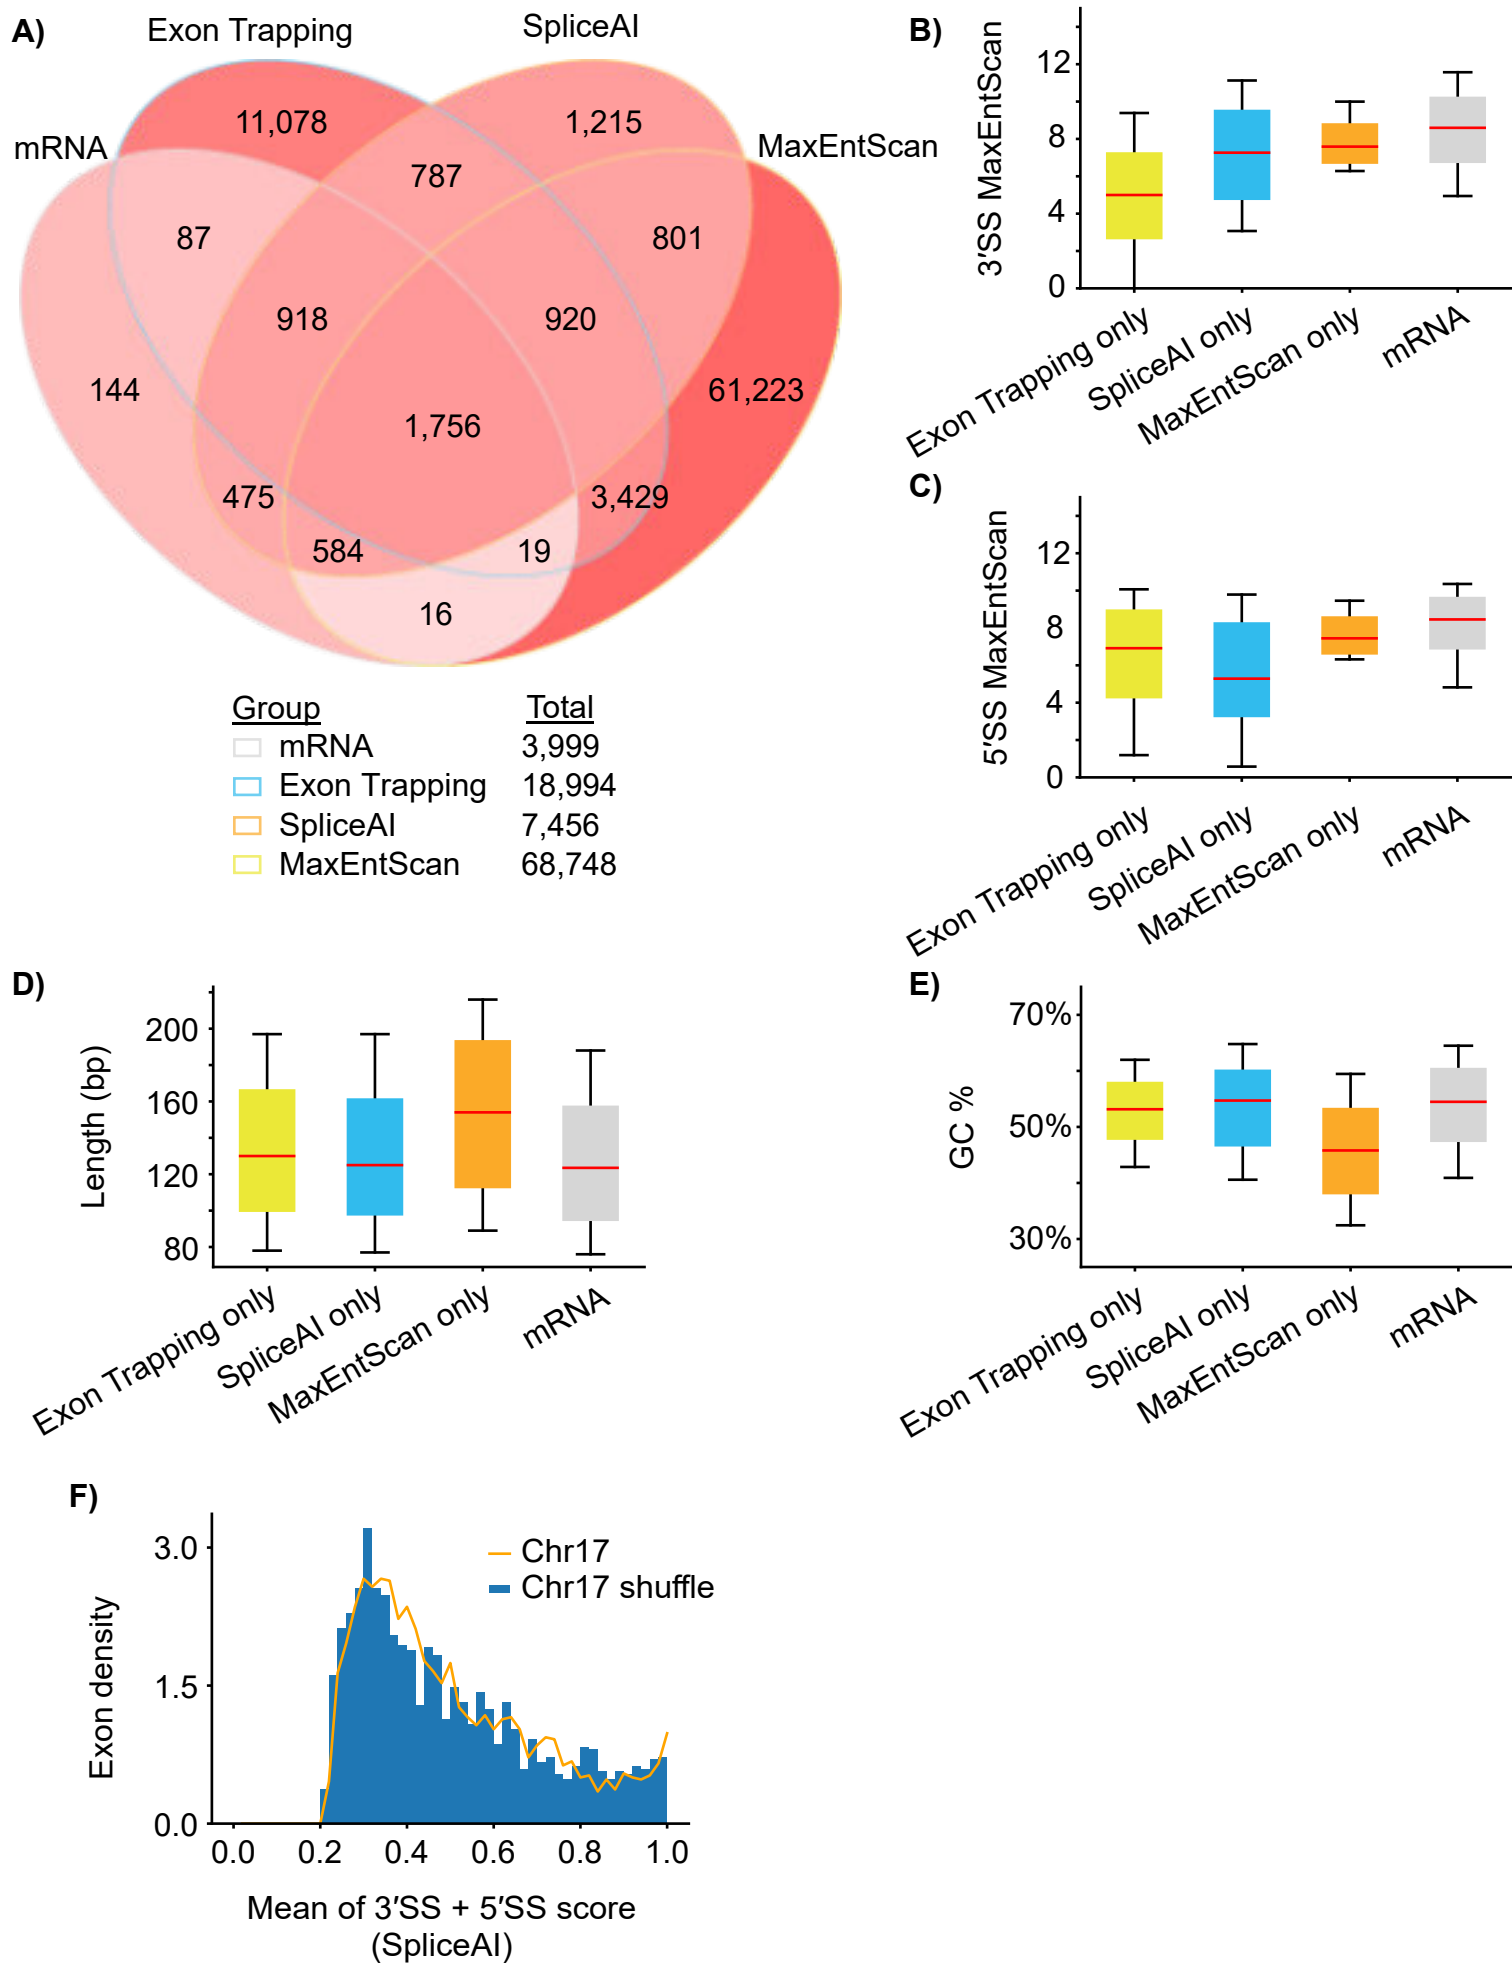 A)
Exon Trapping
SpliceAI
mRNA
MaxEntScan
11,078
1,215
787
87
801
918
920
144
61,223
1,756
475
3,429
584
19
16
Group Total
mRNA 3,999
Exon Trapping 18,994
SpliceAI 7,456
MaxEntScan 68,748
B)
3'SS MaxEntScan
12
8
4
0
Exon Trapping only
SpliceAI only
MaxEntScan only
mRNA
C)
5'SS MaxEntScan
12
8
4
0
Exon Trapping only
SpliceAI only
MaxEntScan only
mRNA
D)
Length (bp)
200
160
120
80
Exon Trapping only
SpliceAI only
MaxEntScan only
mRNA
E)
GC %
70%
50%
30%
Exon Trapping only
SpliceAI only
MaxEntScan only
mRNA
F)
Exon density
3.0
1.5
0.0
Chr17
Chr17 shuffle
0.0 0.2 0.4 0.6 0.8 1.0
Mean of 3'SS + 5'SS score
(SpliceAI)